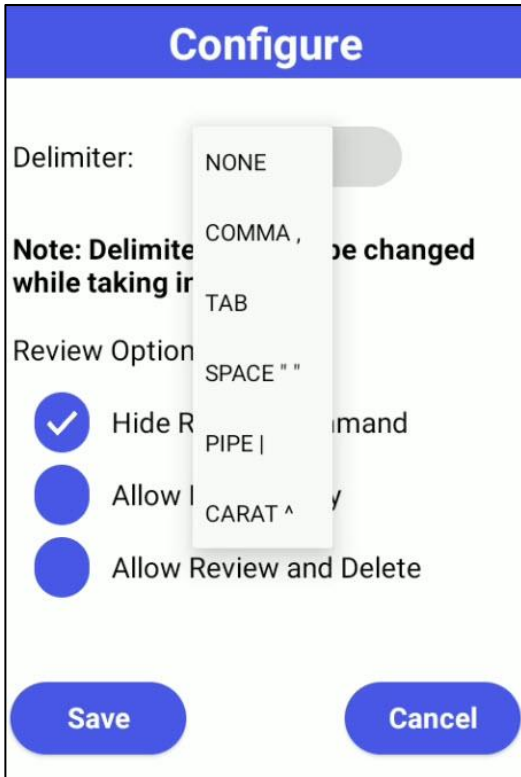 Configure
Delimiter:
NONE
COMMA ,
Note: Delimite be changed
while taking in
TAB
Review Option
SPACE " "
Hide R mmand
PIPE |
Allow
CARAT ^
Allow Review and Delete
Save
Cancel